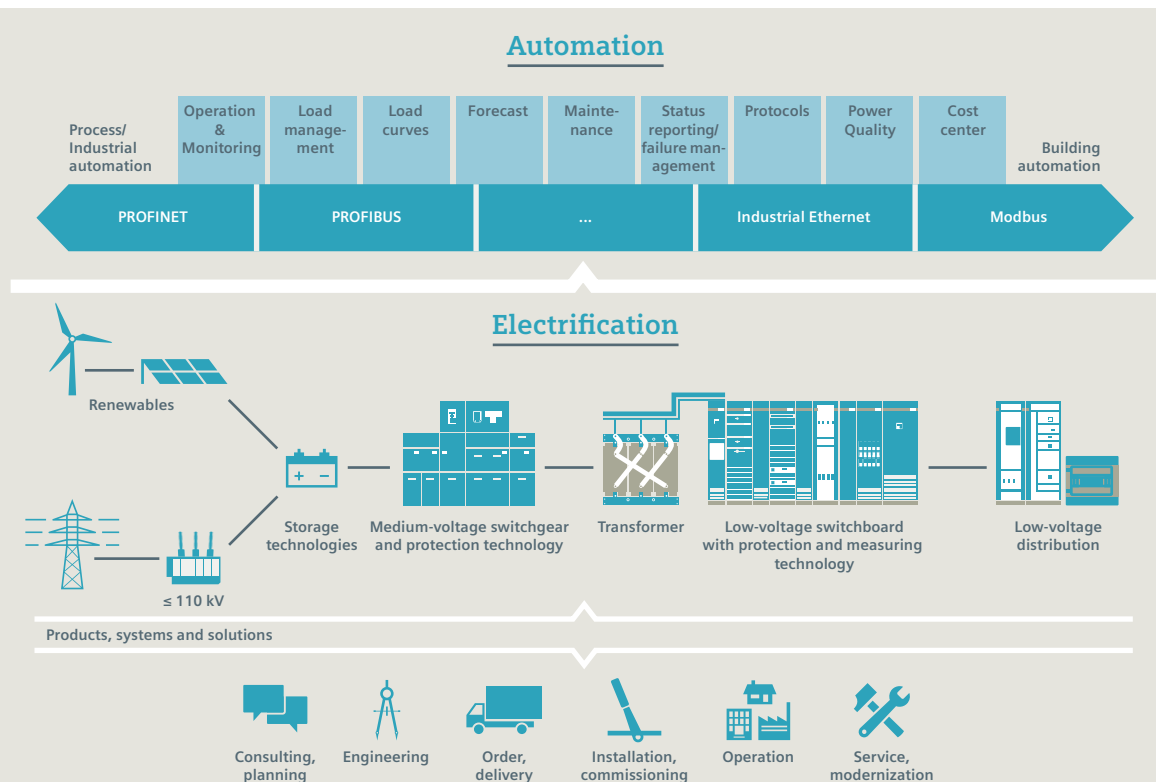 Automation
Process/
Industrial
automation
Operation
&
Monitoring
Load
manage-
ment
Load
curves
Forecast
Mainte-
nance
Status
reporting/
failure man-
agement
Protocols
Power
Quality
Cost
center
Building
automation
PROFINET
PROFIBUS
...
Industrial Ethernet
Modbus
Electrification
Renewables
≤ 110 kV
Storage
technologies
Medium-voltage switchgear
and protection technology
Transformer
Low-voltage switchboard
with protection and measuring
technology
Low-voltage
distribution
Products, systems and solutions
Consulting,
planning
Engineering
Order,
delivery
Installation,
commissioning
Operation
Service,
modernization